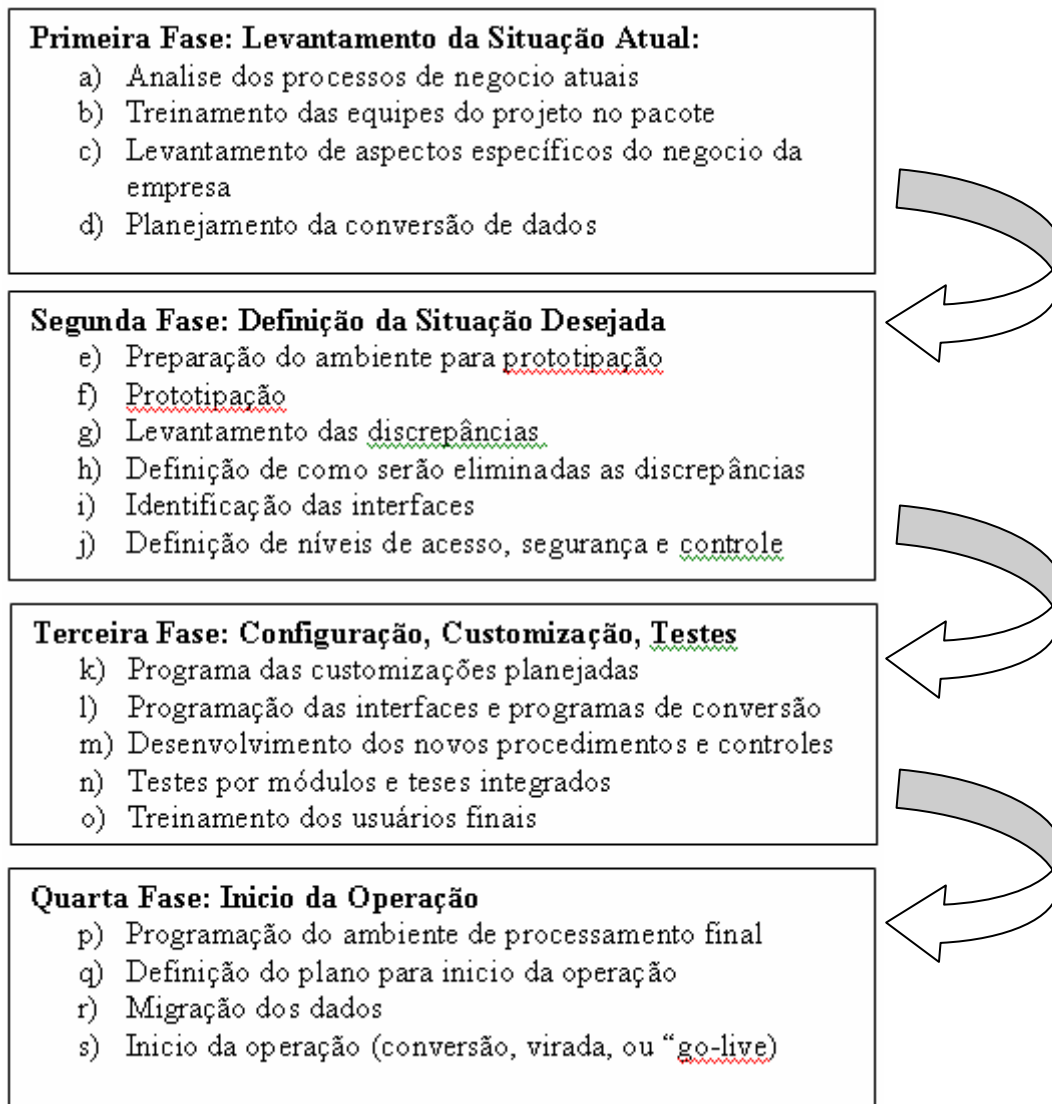 Primeira Fase: Levantamento da Situação Atual:
a) Analise dos processos de negocio atuais
b) Treinamento das equipes do projeto no pacote
c) Levantamento de aspectos específicos do negocio da
empresa
d) Planejamento da conversão de dados
Segunda Fase: Definição da Situação Desejada
e) Preparação do ambiente para prototipação
f) Prototipação
g) Levantamento das discrepâncias
h) Definição de como serão eliminadas as discrepâncias
i) Identificação das interfaces
j) Definição de níveis de acesso, segurança e controle
Terceira Fase: Configuração, Customização, Testes
k) Programa das customizações planejadas
l) Programação das interfaces e programas de conversão
m) Desenvolvimento dos novos procedimentos e controles
n) Testes por módulos e teses integrados
o) Treinamento dos usuários finais
Quarta Fase: Inicio da Operação
p) Programação do ambiente de processamento final
q) Definição do plano para inicio da operação
r) Migração dos dados
s) Inicio da operação (conversão, virada, ou “go-live)